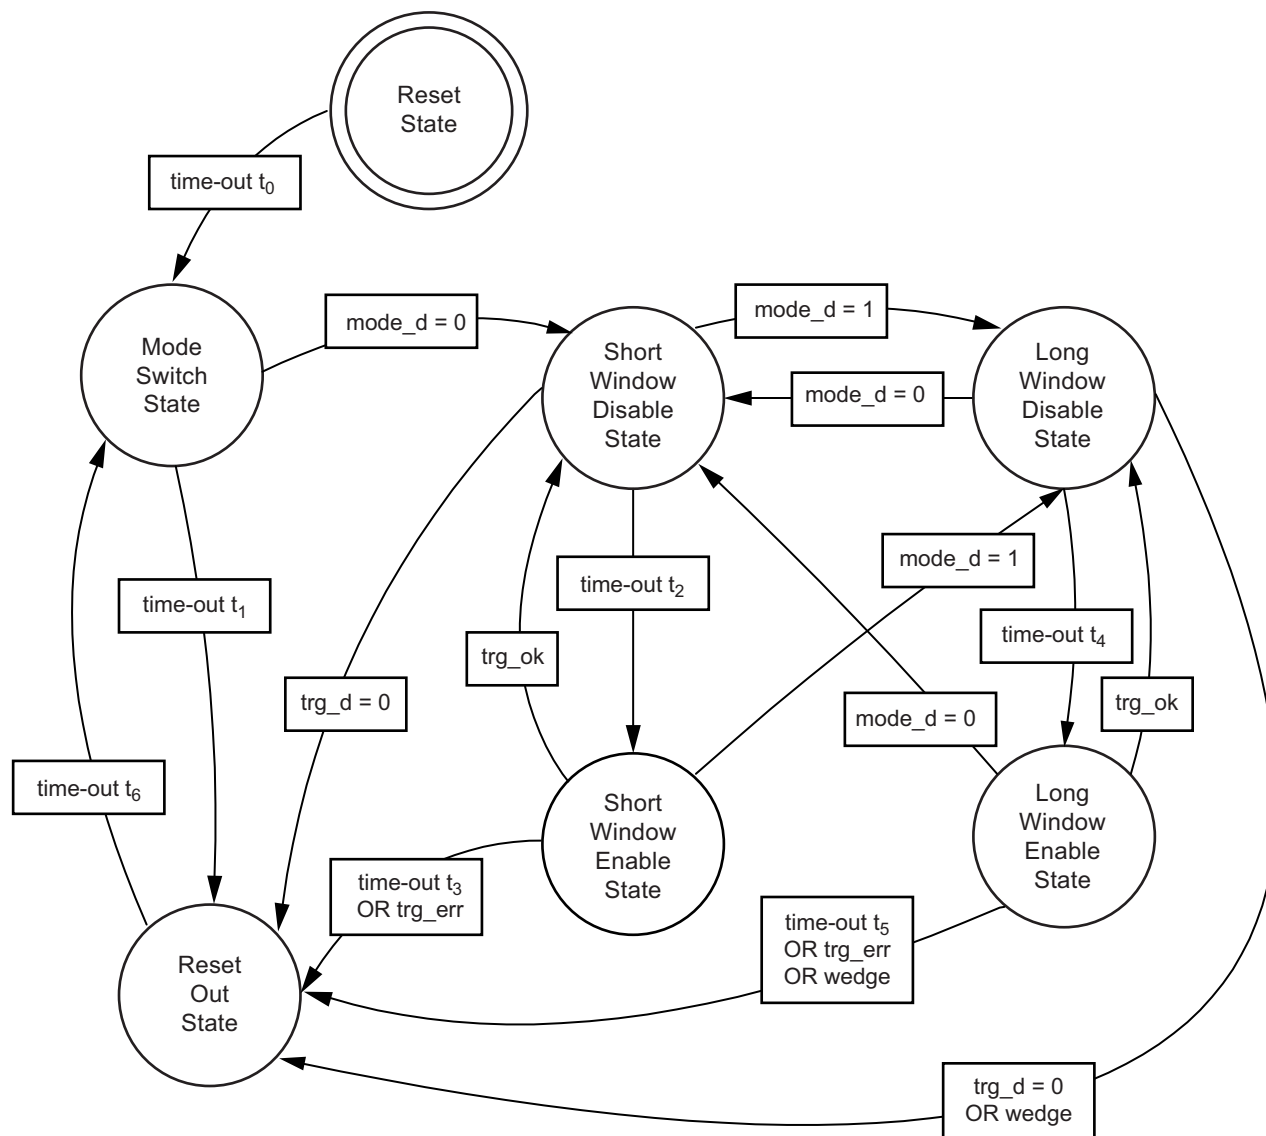 Reset
State
time-out t0
mode_d = 0
mode_d = 1
Mode
Switch
State
Short
Window
Disable
State
mode_d = 0
Long
Window
Disable
State
time-out t1
time-out t2
mode_d = 1
trg_ok
time-out t4
trg_d = 0
mode_d = 0
trg_ok
time-out t6
Short
Window
Enable
State
Long
Window
Enable
State
time-out t3
OR trg_err
time-out t5
OR trg_err
OR wedge
Reset
Out
State
trg_d = 0
OR wedge